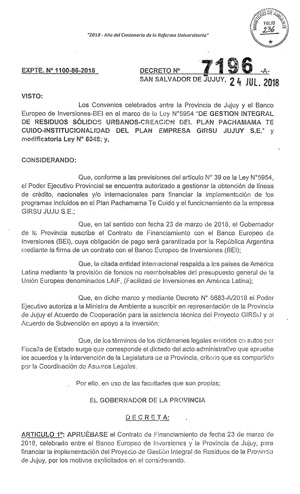 "2018 - Año del Centenario de la Reforma Universitaria"
MINISTERIO DE AMBIENTE
FOLIO
236
EXPTE. Nº 1100-86-2018
DECRETO Nº 7196 -A-
SAN SALVADOR DE JUJUY, 24 JUL. 2018
VISTO:
Los Convenios celebrados entre la Provincia de Jujuy y el Banco
Europeo de Inversiones-BEI en el marco de la Ley Nº5954 "DE GESTION INTEGRAL
DE RESIDUOS SÓLIDOS URBANOS-CREACION DEL PLAN PACHAMAMA TE
CUIDO-INSTITUCIONALIDAD DEL PLAN EMPRESA GIRSU JUJUY S.E." y
modificatoria Ley Nº 6048; y,
CONSIDERANDO:
Que, conforme a las previsiones del artículo Nº 39 de la Ley Nº5954,
el Poder Ejecutivo Provincial se encuentra autorizado a gestionar la obtención de líneas
de crédito, nacionales y/o internacionales para financiar la implementación de los
programas incluidos en el Plan Pachamama Te Cuido y el funcionamiento de la empresa
GIRSU JUJUY S.E.;
Que, en tal sentido con fecha 23 de marzo de 2018, el Gobernador
de la Provincia suscribe el Contrato de Financiamiento con el Banco Europeo de
Inversiones (BEI), cuya obligación de pago será garantizada por la República Argentina
mediante la firma de un contrato con el Banco Europeo de Inversiones (BEI);
Que, la citada entidad internacional respalda a los países de América
Latina mediante la provisión de fondos no reembolsables del presupuesto general de la
Unión Europea denominados LAIF, (Facilidad de Inversiones en América Latina);
Que, en dicho marco y mediante Decreto Nº 5683-A/2018 el Poder
Ejecutivo autoriza a la Ministra de Ambiente a suscribir en representación de la Provincia
de Jujuy el Acuerdo de Cooperación para la asistencia técnica del Proyecto GIRSU y el
Acuerdo de Subvención en apoyo a la inversión;
Que, de los términos de los dictámenes legales emitidos en autos por
Fiscalía de Estado surge que corresponde el dictado del acto administrativo que apruebe
los acuerdos y la intervención de la Legislatura de la Provincia, criterio que es compartido
por la Coordinación de Asuntos Legales.
Por ello, en uso de las facultades que son propias;
EL GOBERNADOR DE LA PROVINCIA
D E C R E T A:
ARTICULO 1º: APRUÉBASE el Contrato de Financiamiento de fecha 23 de marzo de
2018, celebrado entre el Banco Europeo de Inversiones y la Provincia de Jujuy, para
financiar la implementación del Proyecto de Gestión Integral de Residuos de la Provincia
de Jujuy, por los motivos explicitados en el considerando.